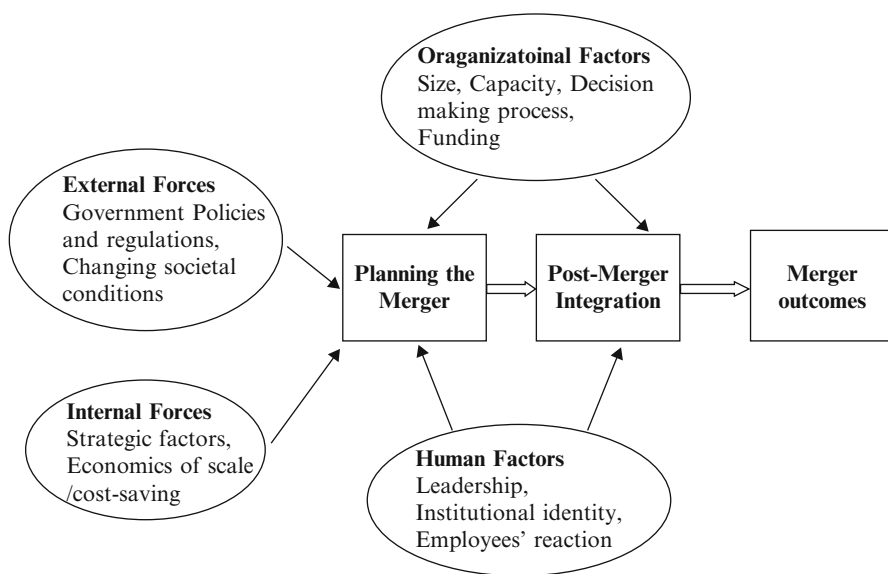 Oraganizatoinal Factors
Size, Capacity, Decision
making process,
Funding
External Forces
Government Policies
and regulations,
Changing societal
conditions
Planning the
Merger
Post-Merger
Integration
Merger
outcomes
Internal Forces
Strategic factors,
Economics of scale
/cost-saving
Human Factors
Leadership,
Institutional identity,
Employees’ reaction